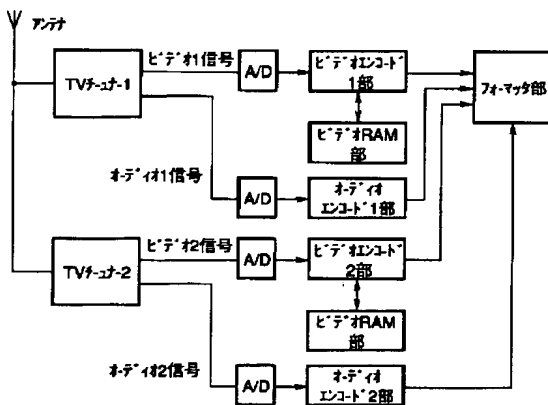 アンテナ
TVチューナー1
ビデオ1信号
A/D
ビデオエンコード
1部
フォーマッタ部
ビデオRAM
部
オーディオ1信号
A/D
オーディオ
エンコード1部
TVチューナー2
ビデオ2信号
A/D
ビデオエンコード
2部
ビデオRAM
部
オーディオ2信号
A/D
オーディオ
エンコード2部